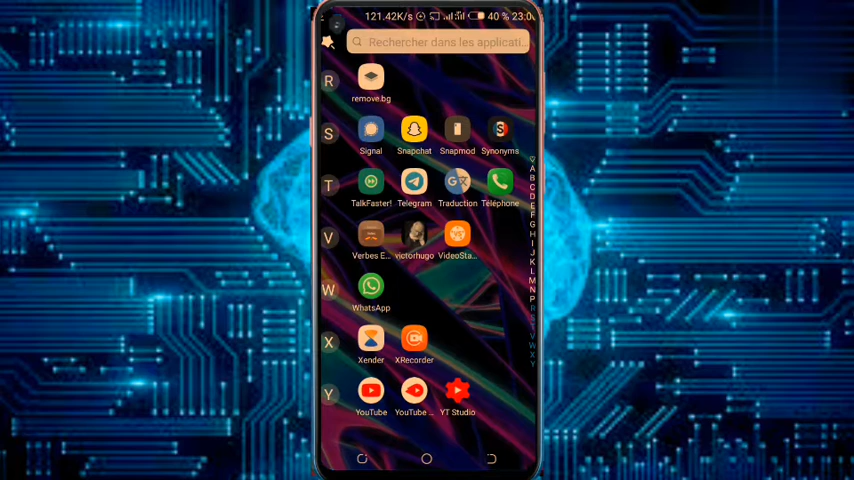 121.42K/s 40 % 23:0
Rechercher dans les applicati...
R
remove.bg
S
Signal Snapchat Snapmod Synonyms
T
TalkFaster! Telegram Traduction Téléphone
V
Verbes E... victorhugo VideoSta...
W
WhatsApp
X
Xender XRecorder
Y
YouTube YouTube ... YT Studio
A
B
C
D
E
F
G
H
I
J
K
L
M
N
P
R
S
T
V
W
X
Y